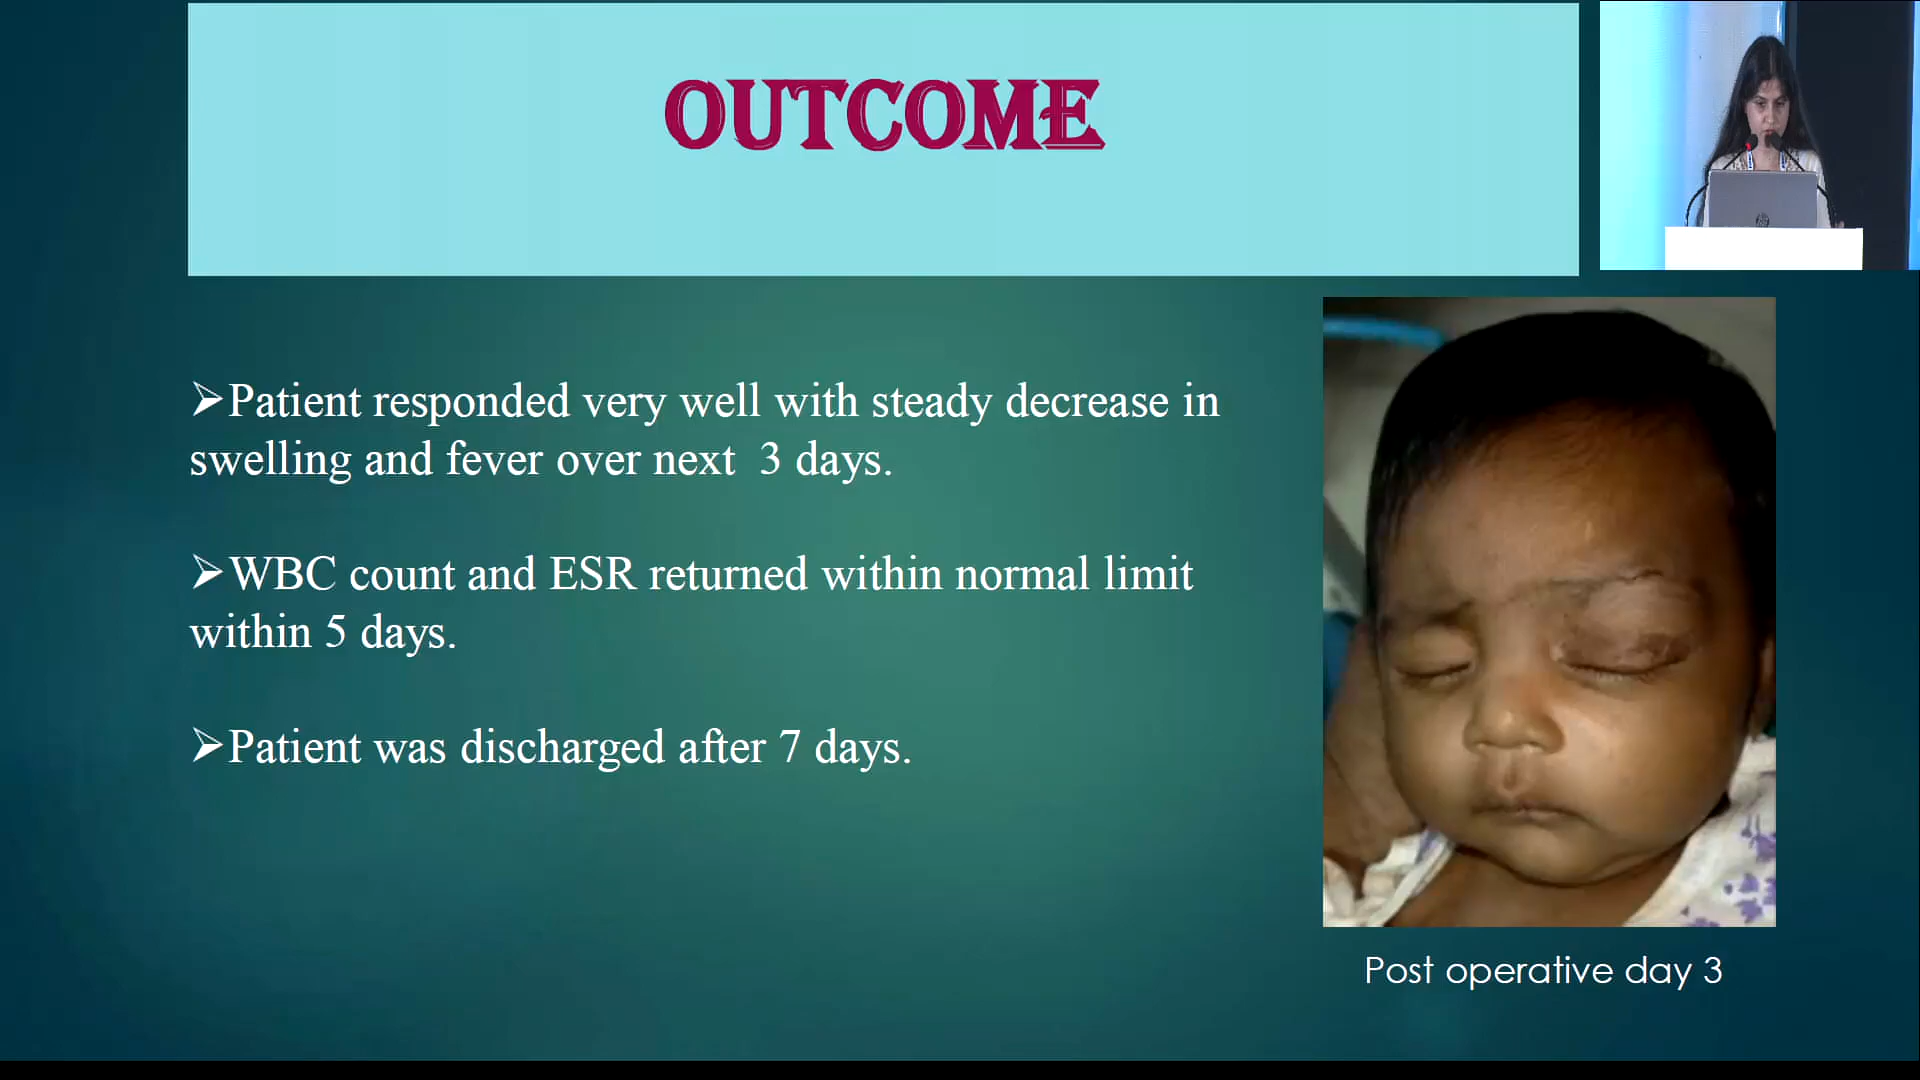 OUTCOME
➢Patient responded very well with steady decrease in
swelling and fever over next 3 days.
➢WBC count and ESR returned within normal limit
within 5 days.
➢Patient was discharged after 7 days.
Post operative day 3